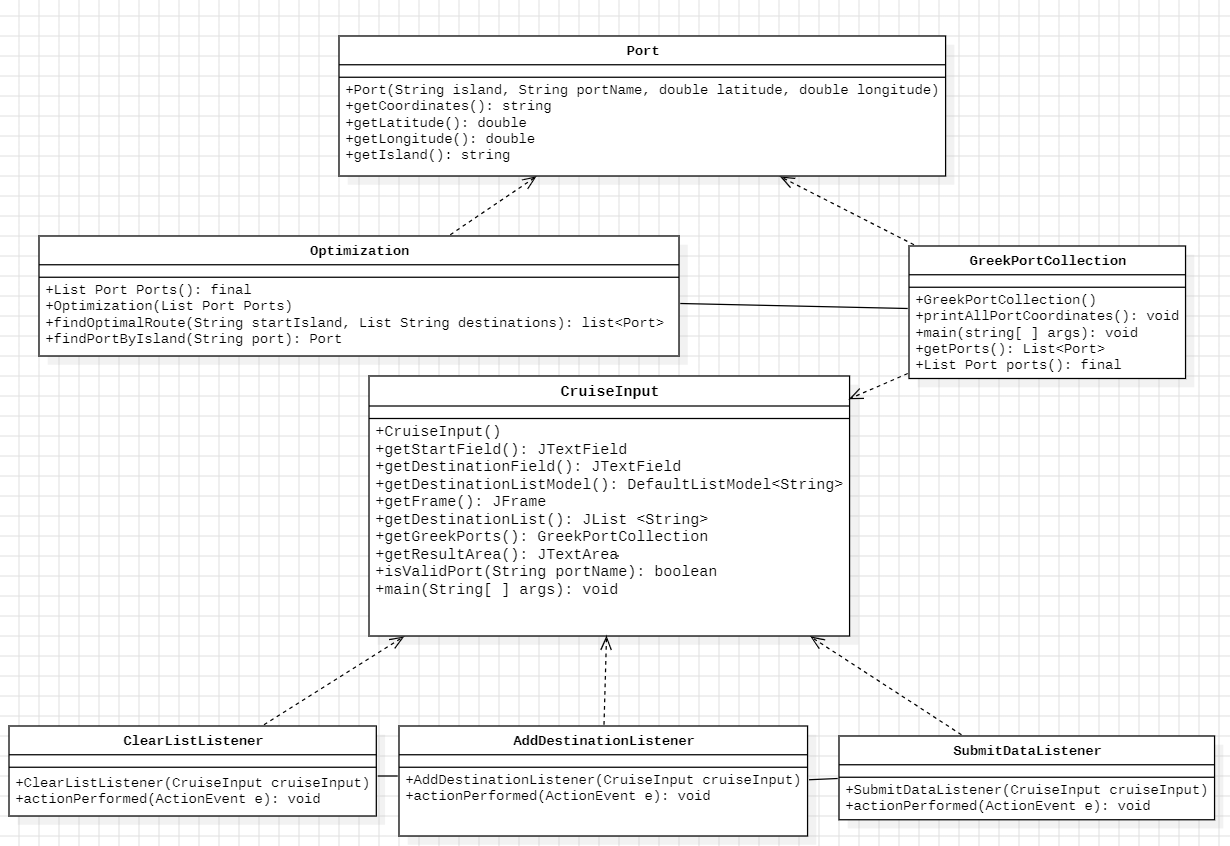 Port
+Port(String island, String portName, double latitude, double longitude)
+getCoordinates(): string
+getLatitude(): double
+getLongitude(): double
+getIsland(): string
Optimization
+List Port Ports(): final
+Optimization(List Port Ports)
+findOptimalRoute(String startIsland, List String destinations): list<Port>
+findPortByIsland(String port): Port
GreekPortCollection
+GreekPortCollection()
+printAllPortCoordinates(): void
+main(string[ ] args): void
+getPorts(): List<Port>
+List Port ports(): final
CruiseInput
+CruiseInput()
+getStartField(): JTextField
+getDestinationField(): JTextField
+getDestinationListModel(): DefaultListModel<String>
+getFrame(): JFrame
+getDestinationList(): JList <String>
+getGreekPorts(): GreekPortCollection
+getResultArea(): JTextArea
+isValidPort(String portName): boolean
+main(String[ ] args): void
ClearListListener
+ClearListListener(CruiseInput cruiseInput)
+actionPerformed(ActionEvent e): void
AddDestinationListener
+AddDestinationListener(CruiseInput cruiseInput)
+actionPerformed(ActionEvent e): void
SubmitDataListener
+SubmitDataListener(CruiseInput cruiseInput)
+actionPerformed(ActionEvent e): void